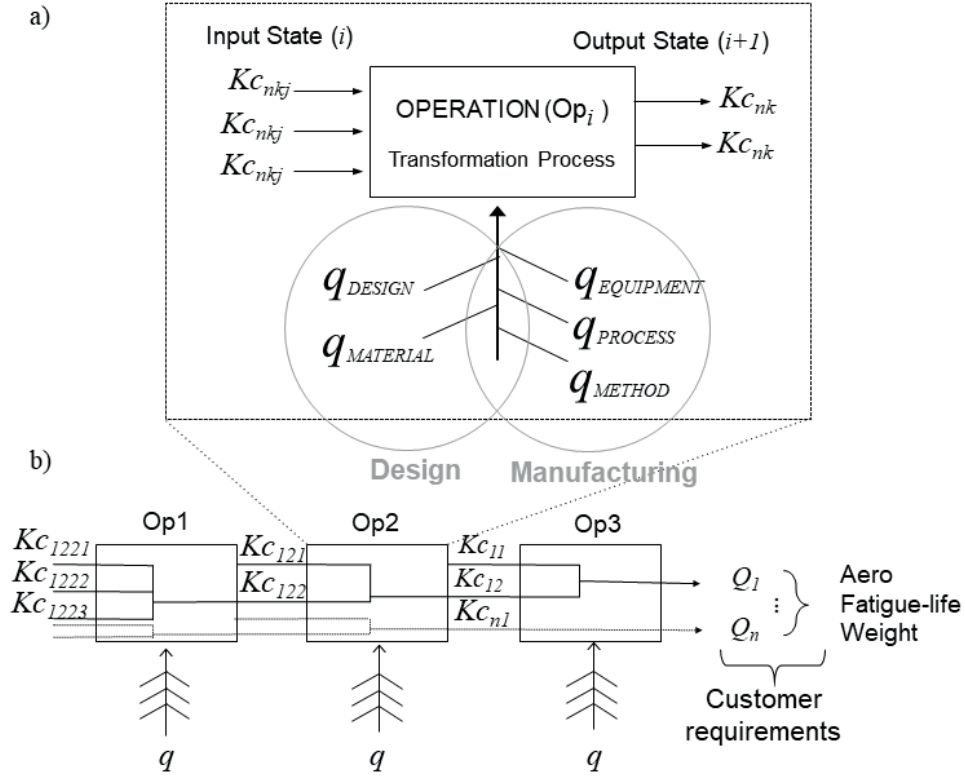 a)
Input State (i)
Output State (i+1)
Kc_nkj
Kc_nkj
Kc_nkj
OPERATION (Op_i)
Transformation Process
Kc_nk
Kc_nk
q_DESIGN
q_MATERIAL
q_EQUIPMENT
q_PROCESS
q_METHOD
Design
Manufacturing
b)
Op1
Op2
Op3
Kc_1221
Kc_1222
Kc_1223
Kc_121
Kc_122
Kc_11
Kc_12
Kc_n1
Q_1
⋮
Q_n
Aero
Fatigue-life
Weight
Customer
requirements
q
q
q